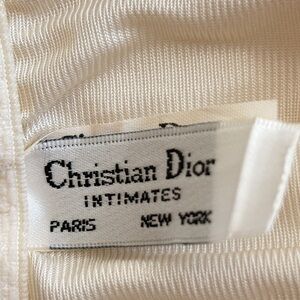 Christian Dior
INTIMATES
PARIS NEW YORK